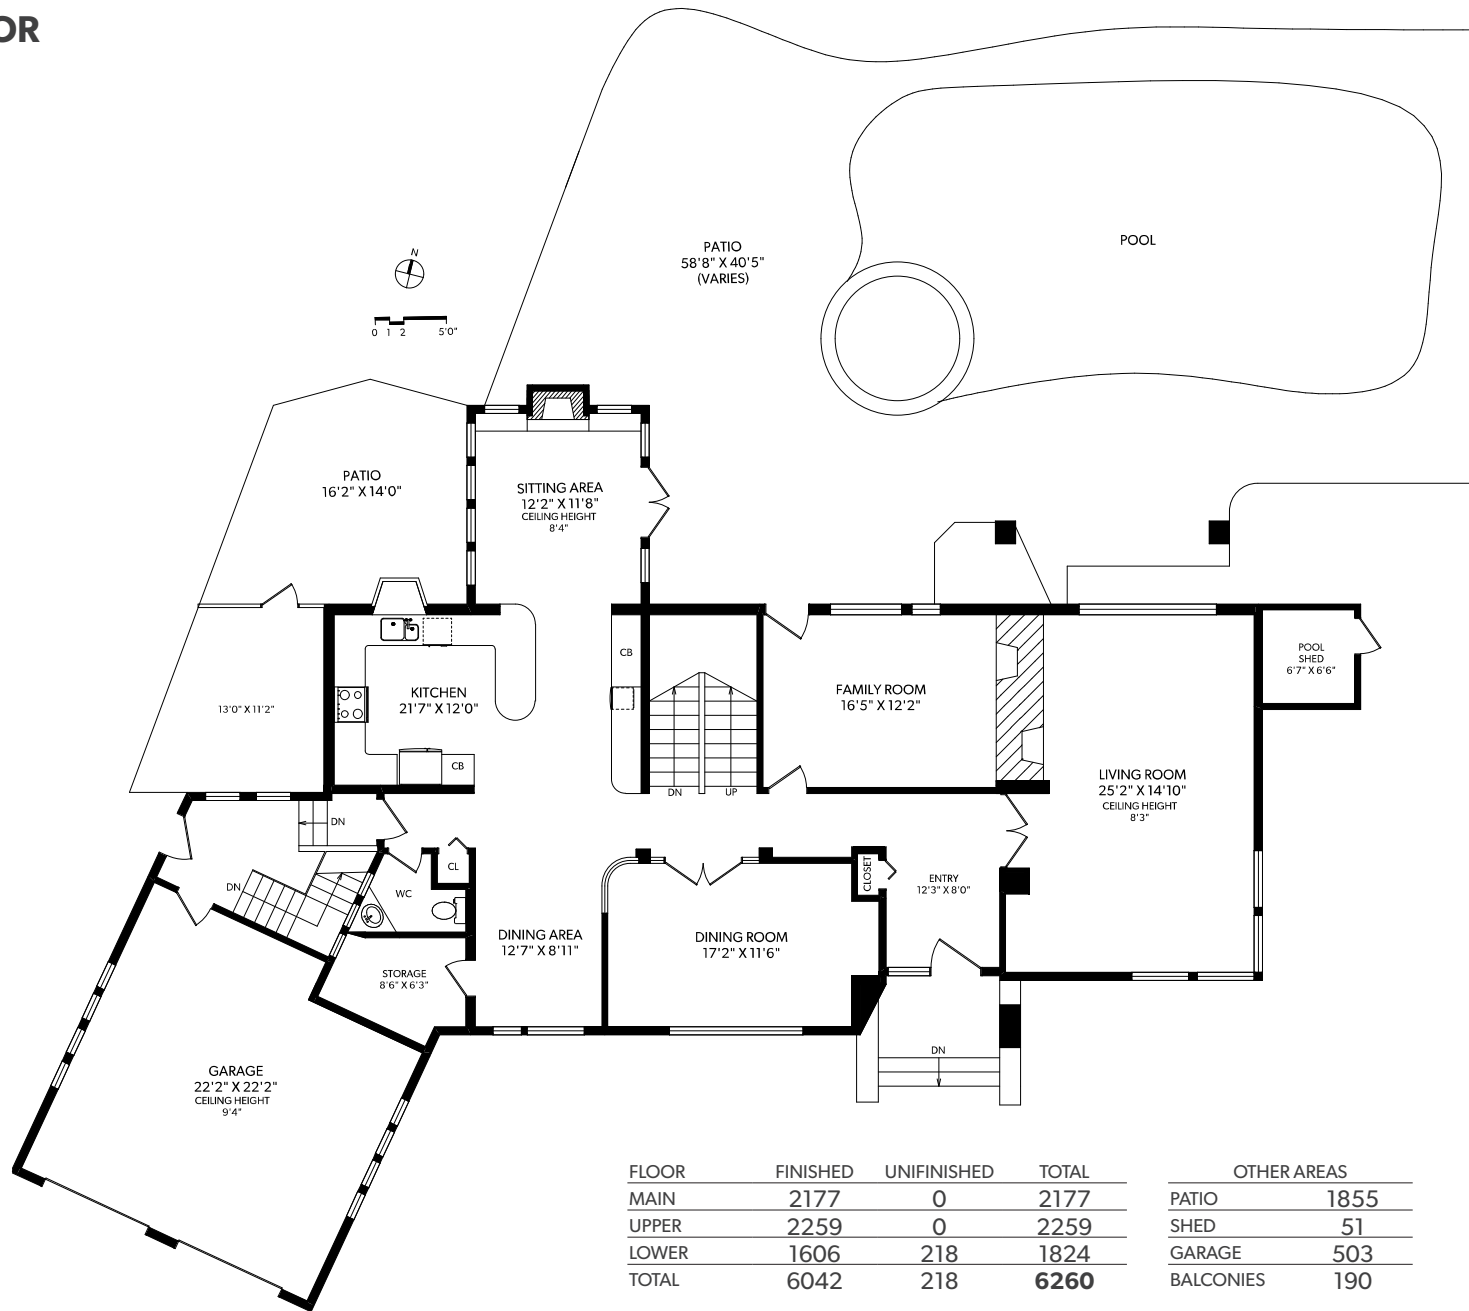 OR
POOL
PATIO
58'8" X 40'5"
(VARIES)
N
0 1 2 5'0"
PATIO
16'2" X 14'0"
SITTING AREA
12'2" X 11'8"
CEILING HEIGHT
8'4"
CB
POOL
SHED
6'7" X 6'6"
KITCHEN
21'7" X 12'0"
FAMILY ROOM
16'5" X 12'2"
13'0" X 11'2"
CB
LIVING ROOM
25'2" X 14'10"
CEILING HEIGHT
8'3"
DN
UP
DN
CL
CLOSET
ENTRY
12'3" X 8'0"
DN
WC
DINING AREA
12'7" X 8'11"
DINING ROOM
17'2" X 11'6"
STORAGE
8'6" X 6'3"
DN
GARAGE
22'2" X 22'2"
CEILING HEIGHT
9'4"
FLOOR FINISHED UNIFINISHED TOTAL
MAIN 2177 0 2177
UPPER 2259 0 2259
LOWER 1606 218 1824
TOTAL 6042 218 6260
OTHER AREAS
PATIO 1855
SHED 51
GARAGE 503
BALCONIES 190